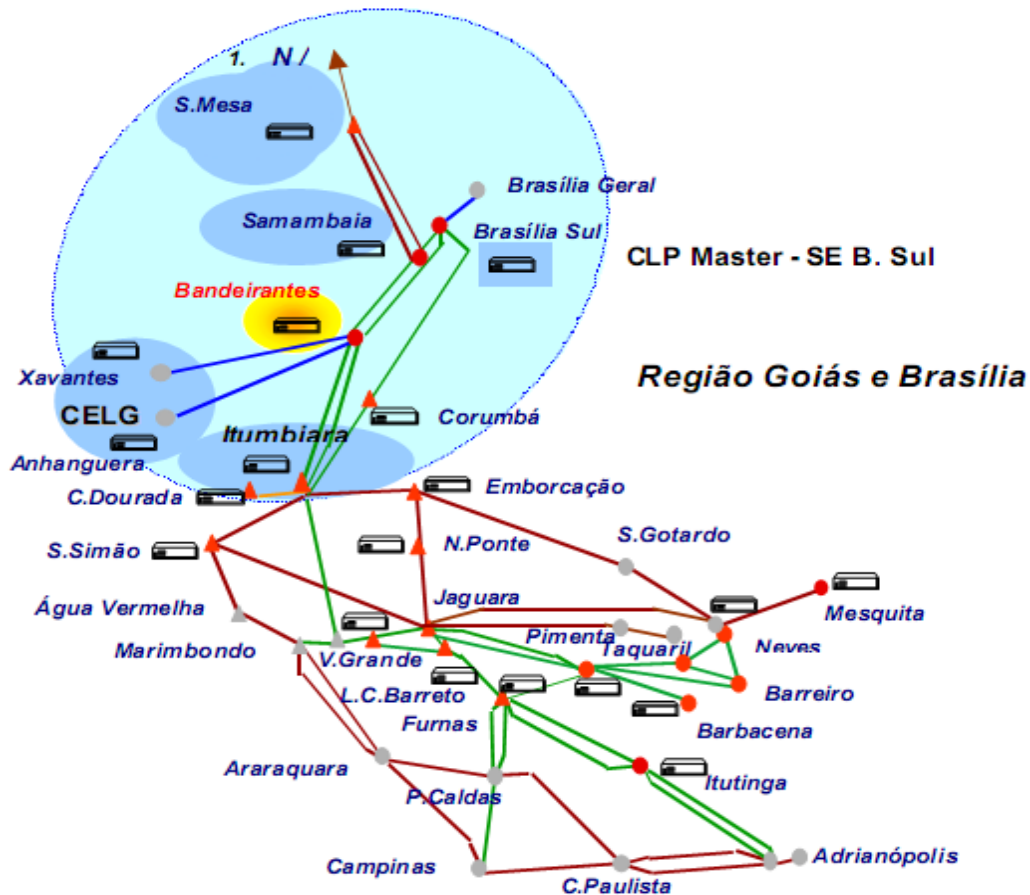 1. N /
S.Mesa
Brasília Geral
Samambaia
Brasília Sul
CLP Master - SE B. Sul
Bandeirantes
Xavantes
Região Goiás e Brasília
CELG
Corumbá
Itumbiara
Anhanguera
C.Dourada
Emborcação
S.Simão
N.Ponte
S.Gotardo
Água Vermelha
Jaguara
Mesquita
Marimbondo
Pimenta
V.Grande
Taquaril
Neves
L.C.Barreto
Barreiro
Furnas
Barbacena
Araraquara
Itutinga
P.Caldas
Campinas
Adrianópolis
C.Paulista